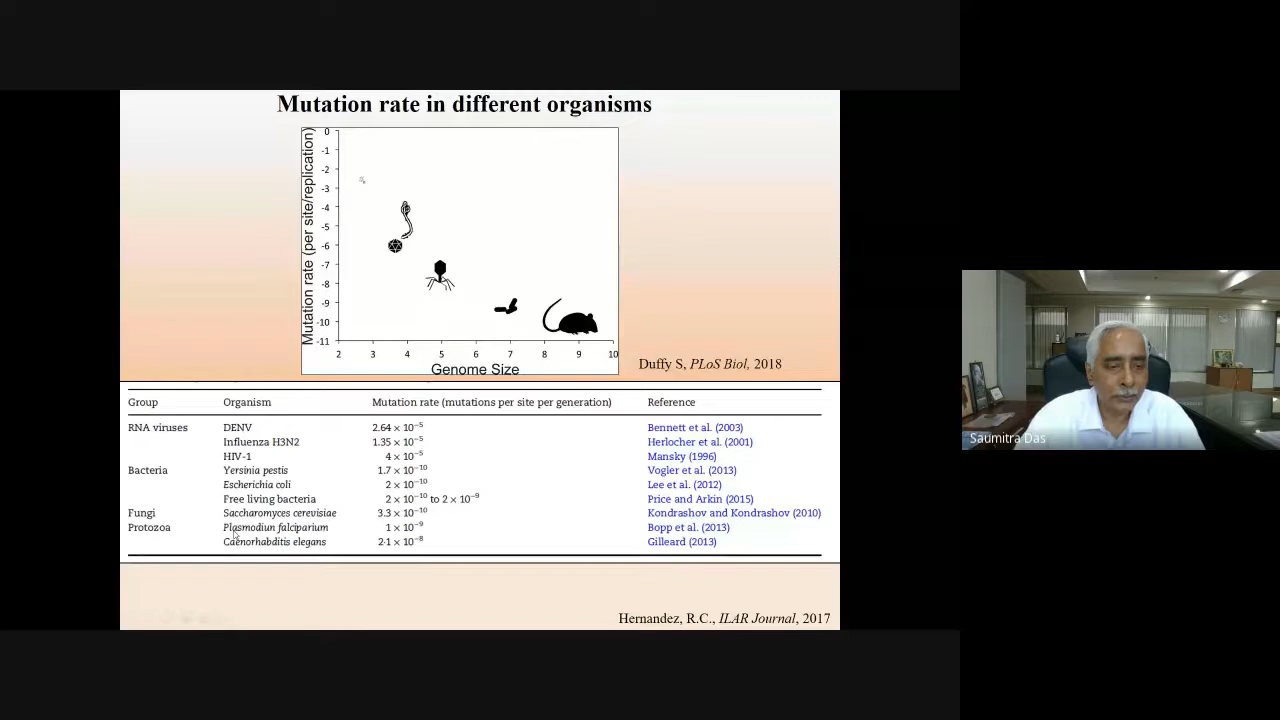 Mutation rate in different organisms
Mutation rate (per site/replication)
0
-1
-2
-3
-4
-5
-6
-7
-8
-9
-10
-11
2 3 4 5 6 7 8 9 10
Genome Size
Duffy S, PLoS Biol, 2018
Group Organism Mutation rate (mutations per site per generation) Reference
RNA viruses DENV 2.64 × 10⁻⁵ Bennett et al. (2003)
Influenza H3N2 1.35 × 10⁻⁵ Herlocher et al. (2001)
HIV-1 4 × 10⁻⁵ Mansky (1996)
Bacteria Yersinia pestis 1.7 × 10⁻¹⁰ Vogler et al. (2013)
Escherichia coli 2 × 10⁻¹⁰ Lee et al. (2012)
Free living bacteria 2 × 10⁻¹⁰ to 2 × 10⁻⁹ Price and Arkin (2015)
Fungi Saccharomyces cerevisiae 3.3 × 10⁻¹⁰ Kondrashov and Kondrashov (2010)
Protozoa Plasmodiun falciparium 1 × 10⁻⁹ Bopp et al. (2013)
Caenorhabditis elegans 2·1 × 10⁻⁸ Gilleard (2013)
Hernandez, R.C., ILAR Journal, 2017
Saumitra Das